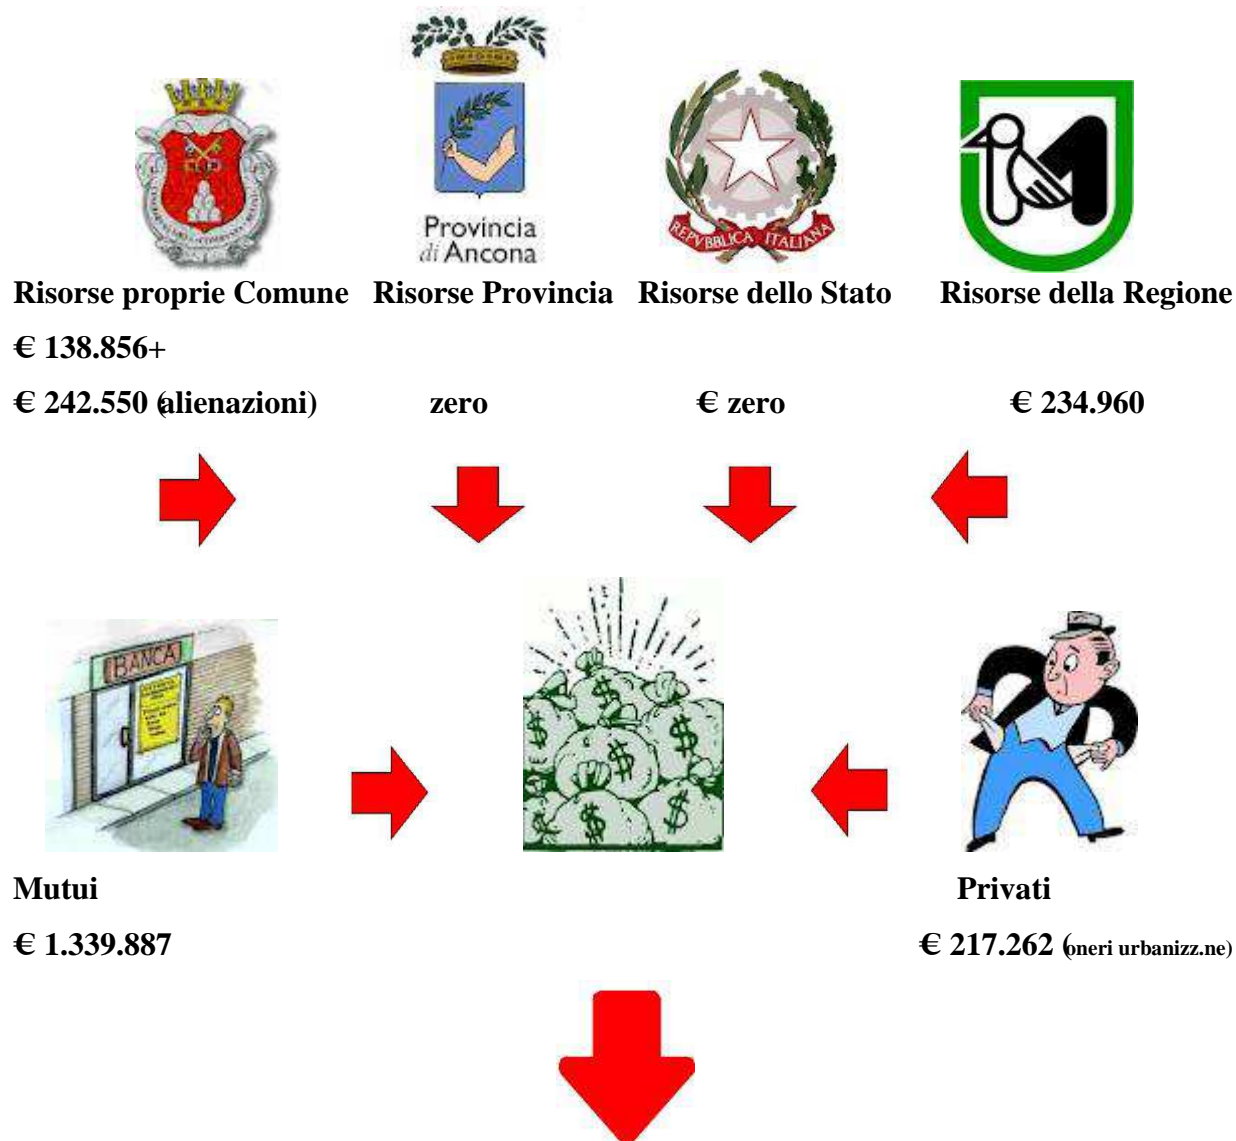 Provincia
di Ancona
REPVBBLICA ITALIANA
Risorse proprie Comune Risorse Provincia Risorse dello Stato Risorse della Regione
€ 138.856+
€ 242.550 (alienazioni) zero € zero € 234.960
BANCA
Mutui Privati
€ 1.339.887 € 217.262 (oneri urbanizz.ne)